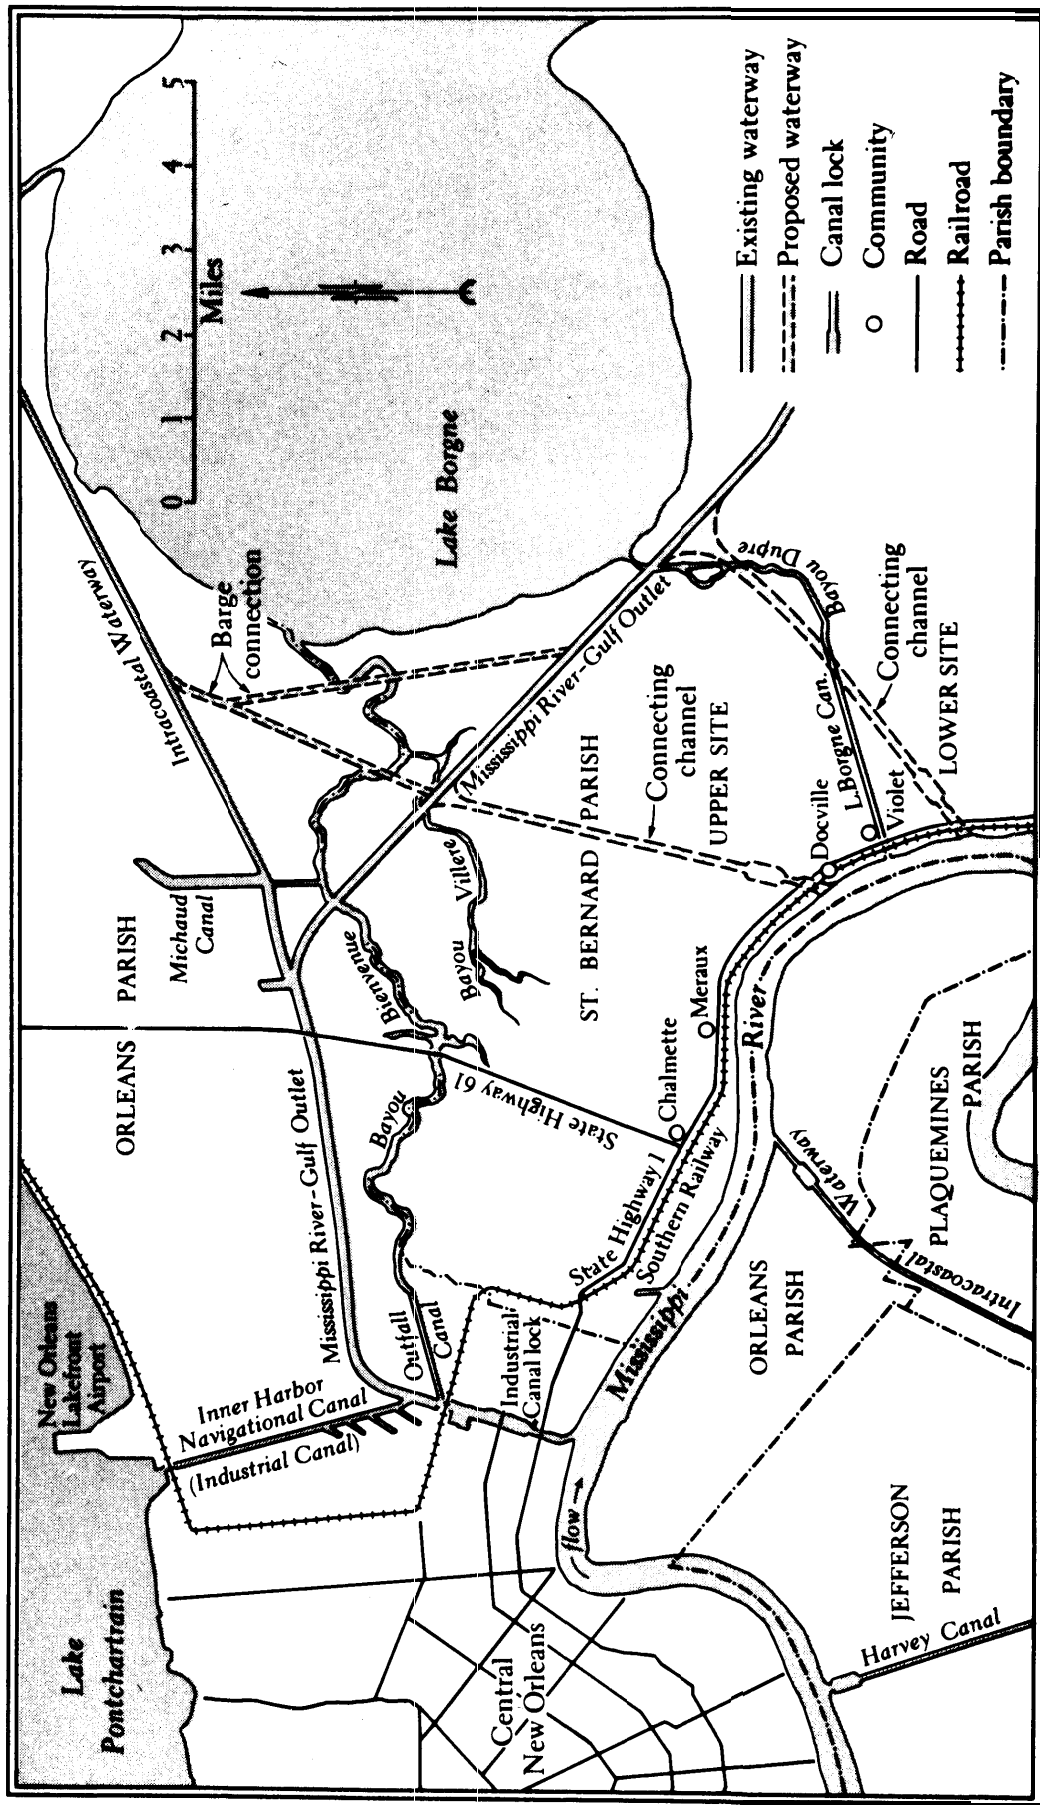 Lake
Pontchartrain
New Orleans
Lakefront
Airport
ORLEANS PARISH
Michaud
Canal
Intracoastal Waterway
Barge
connection
0 1 2 3 4 5
Miles
Lake Borgne
Inner Harbor
Navigational Canal
(Industrial Canal)
Mississippi River-Gulf Outlet
Outfall
Canal
Bayou Bienvenue
Bayou Villere
State Highway 61
Mississippi River-Gulf Outlet
ST. BERNARD PARISH
Connecting
channel
UPPER SITE
Bayou Dupre
Connecting
channel
LOWER SITE
L.Borgne Can.
Violet
Docville
Meraux
Chalmette
State Highway 1
Southern Railway
Industrial
Canal lock
Central
New Orleans
flow
Mississippi River
ORLEANS
PARISH
Intracoastal Waterway
PLAQUEMINES
PARISH
JEFFERSON
PARISH
Harvey Canal
Existing waterway
Proposed waterway
Canal lock
Community
Road
Railroad
Parish boundary